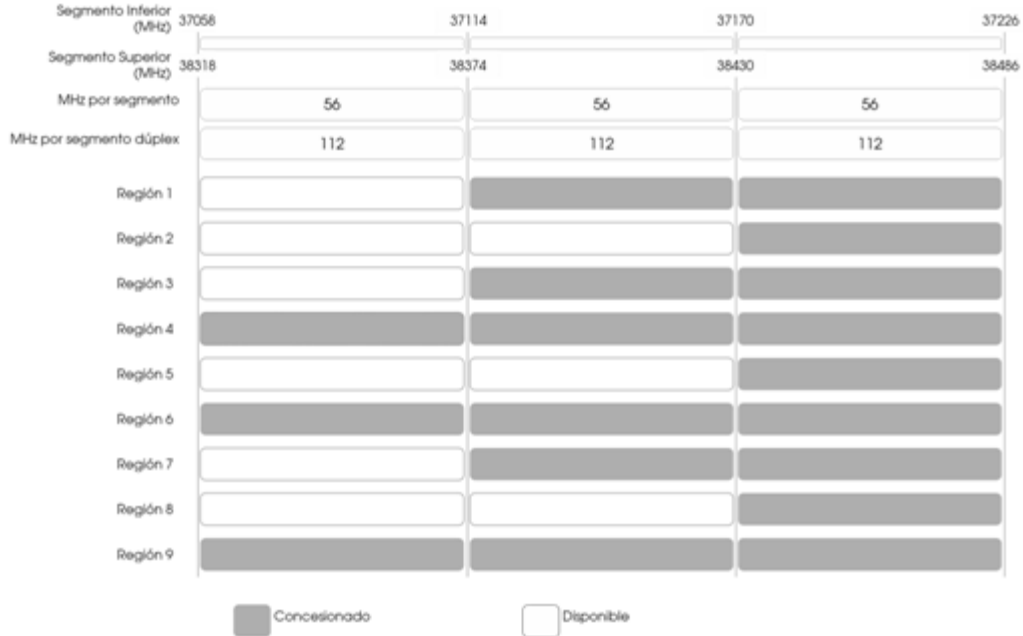 Segmento Inferior
(MHz)
37058 37114 37170 37226
Segmento Superior
(MHz)
38318 38374 38430 38486
MHz por segmento 56 56 56
MHz por segmento dúplex 112 112 112
Región 1
Región 2
Región 3
Región 4
Región 5
Región 6
Región 7
Región 8
Región 9
Concesionado Disponible